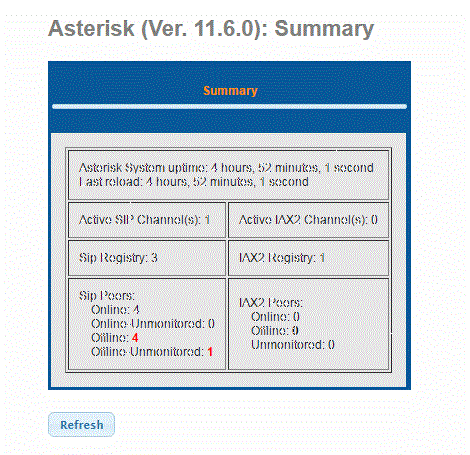 Asterisk (Ver. 11.6.0): Summary
Summary
Asterisk System uptime: 4 hours, 52 minutes, 1 second
Last reload: 4 hours, 52 minutes, 1 second
Active SIP Channel(s): 1
Active IAX2 Channel(s): 0
Sip Registry: 3
IAX2 Registry: 1
Sip Peers:
Online: 4
Online-Unmonitored: 0
Offline: 4
Offline-Unmonitored: 1
IAX2 Peers:
Online: 0
Offline: 0
Unmonitored: 0
Refresh